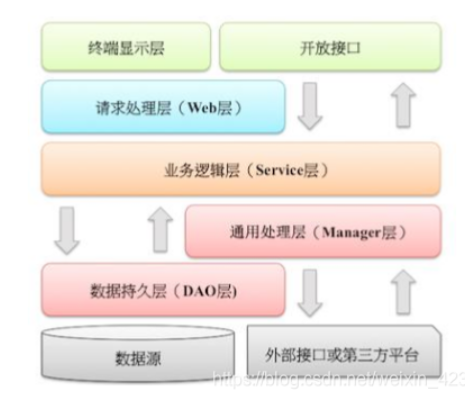 终端显示层
开放接口
请求处理层（Web层）
业务逻辑层（Service层）
通用处理层（Manager层）
数据持久层（DAO层)
数据源
外部接口或第三方平台
https://blog.csdn.net/weixin_423